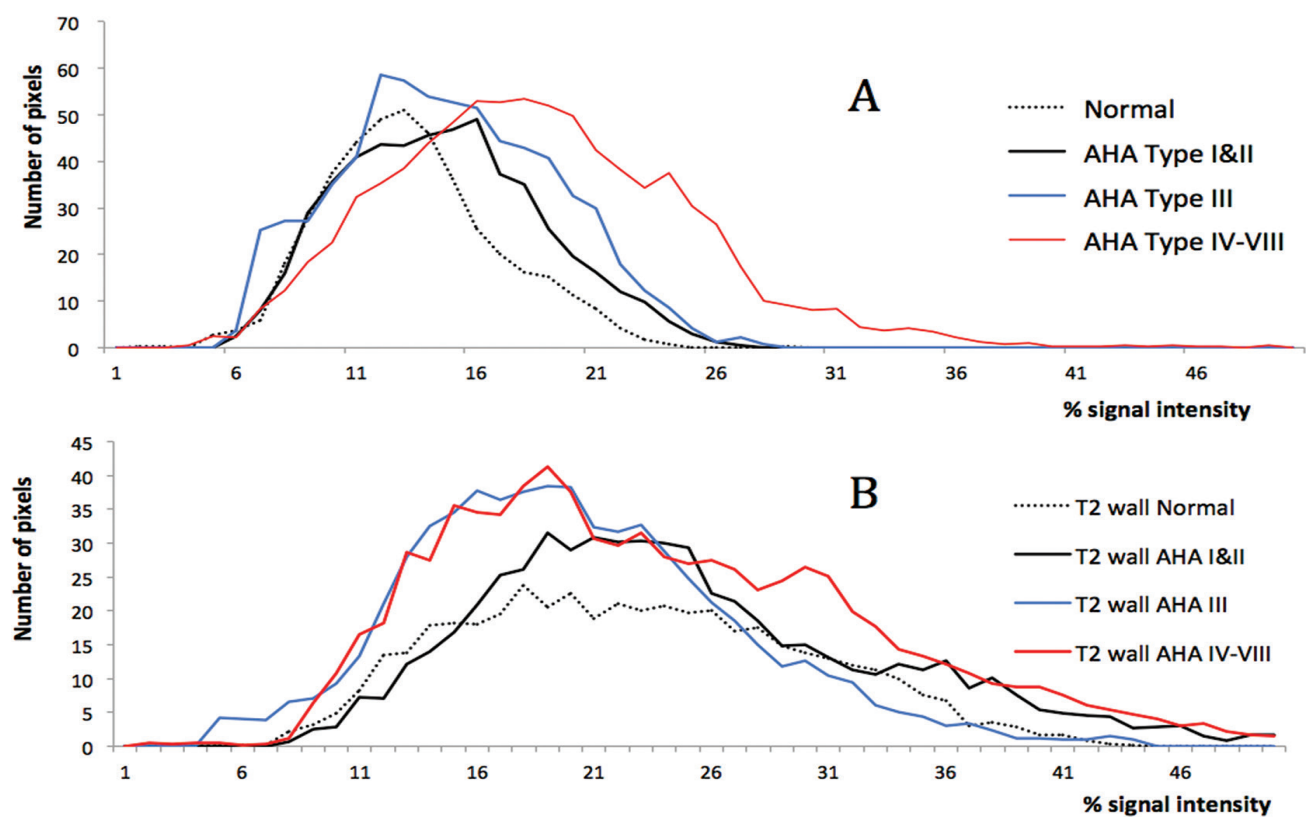 70
60
50
40
30
20
10
0
Number of pixels
A
Normal
AHA Type I&II
AHA Type III
AHA Type IV-VIII
1 6 11 16 21 26 31 36 41 46
% signal intensity
45
40
35
30
25
20
15
10
5
0
Number of pixels
B
T2 wall Normal
T2 wall AHA I&II
T2 wall AHA III
T2 wall AHA IV-VIII
1 6 11 16 21 26 31 36 41 46
% signal intensity